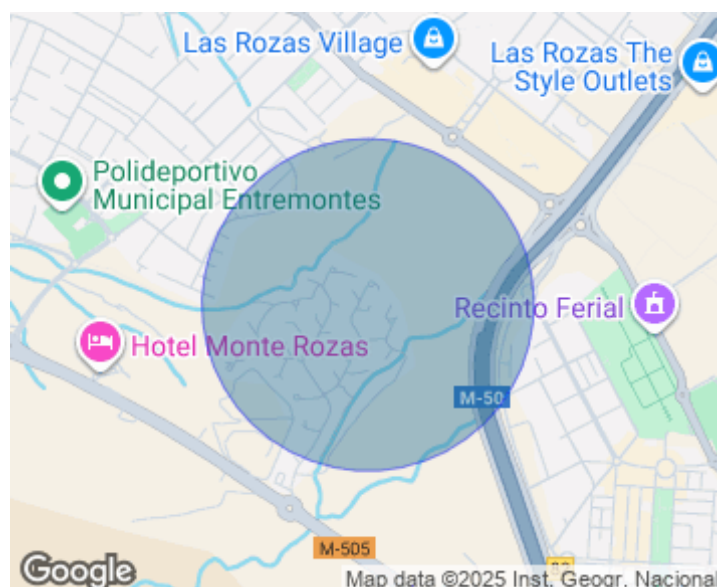 Las Rozas Village
Las Rozas The
Style Outlets
Polideportivo
Municipal Entremontes
Recinto Ferial
Hotel Monte Rozas
M-50
M-505
Google
Map data ©2025 Inst. Geogr. Nacional